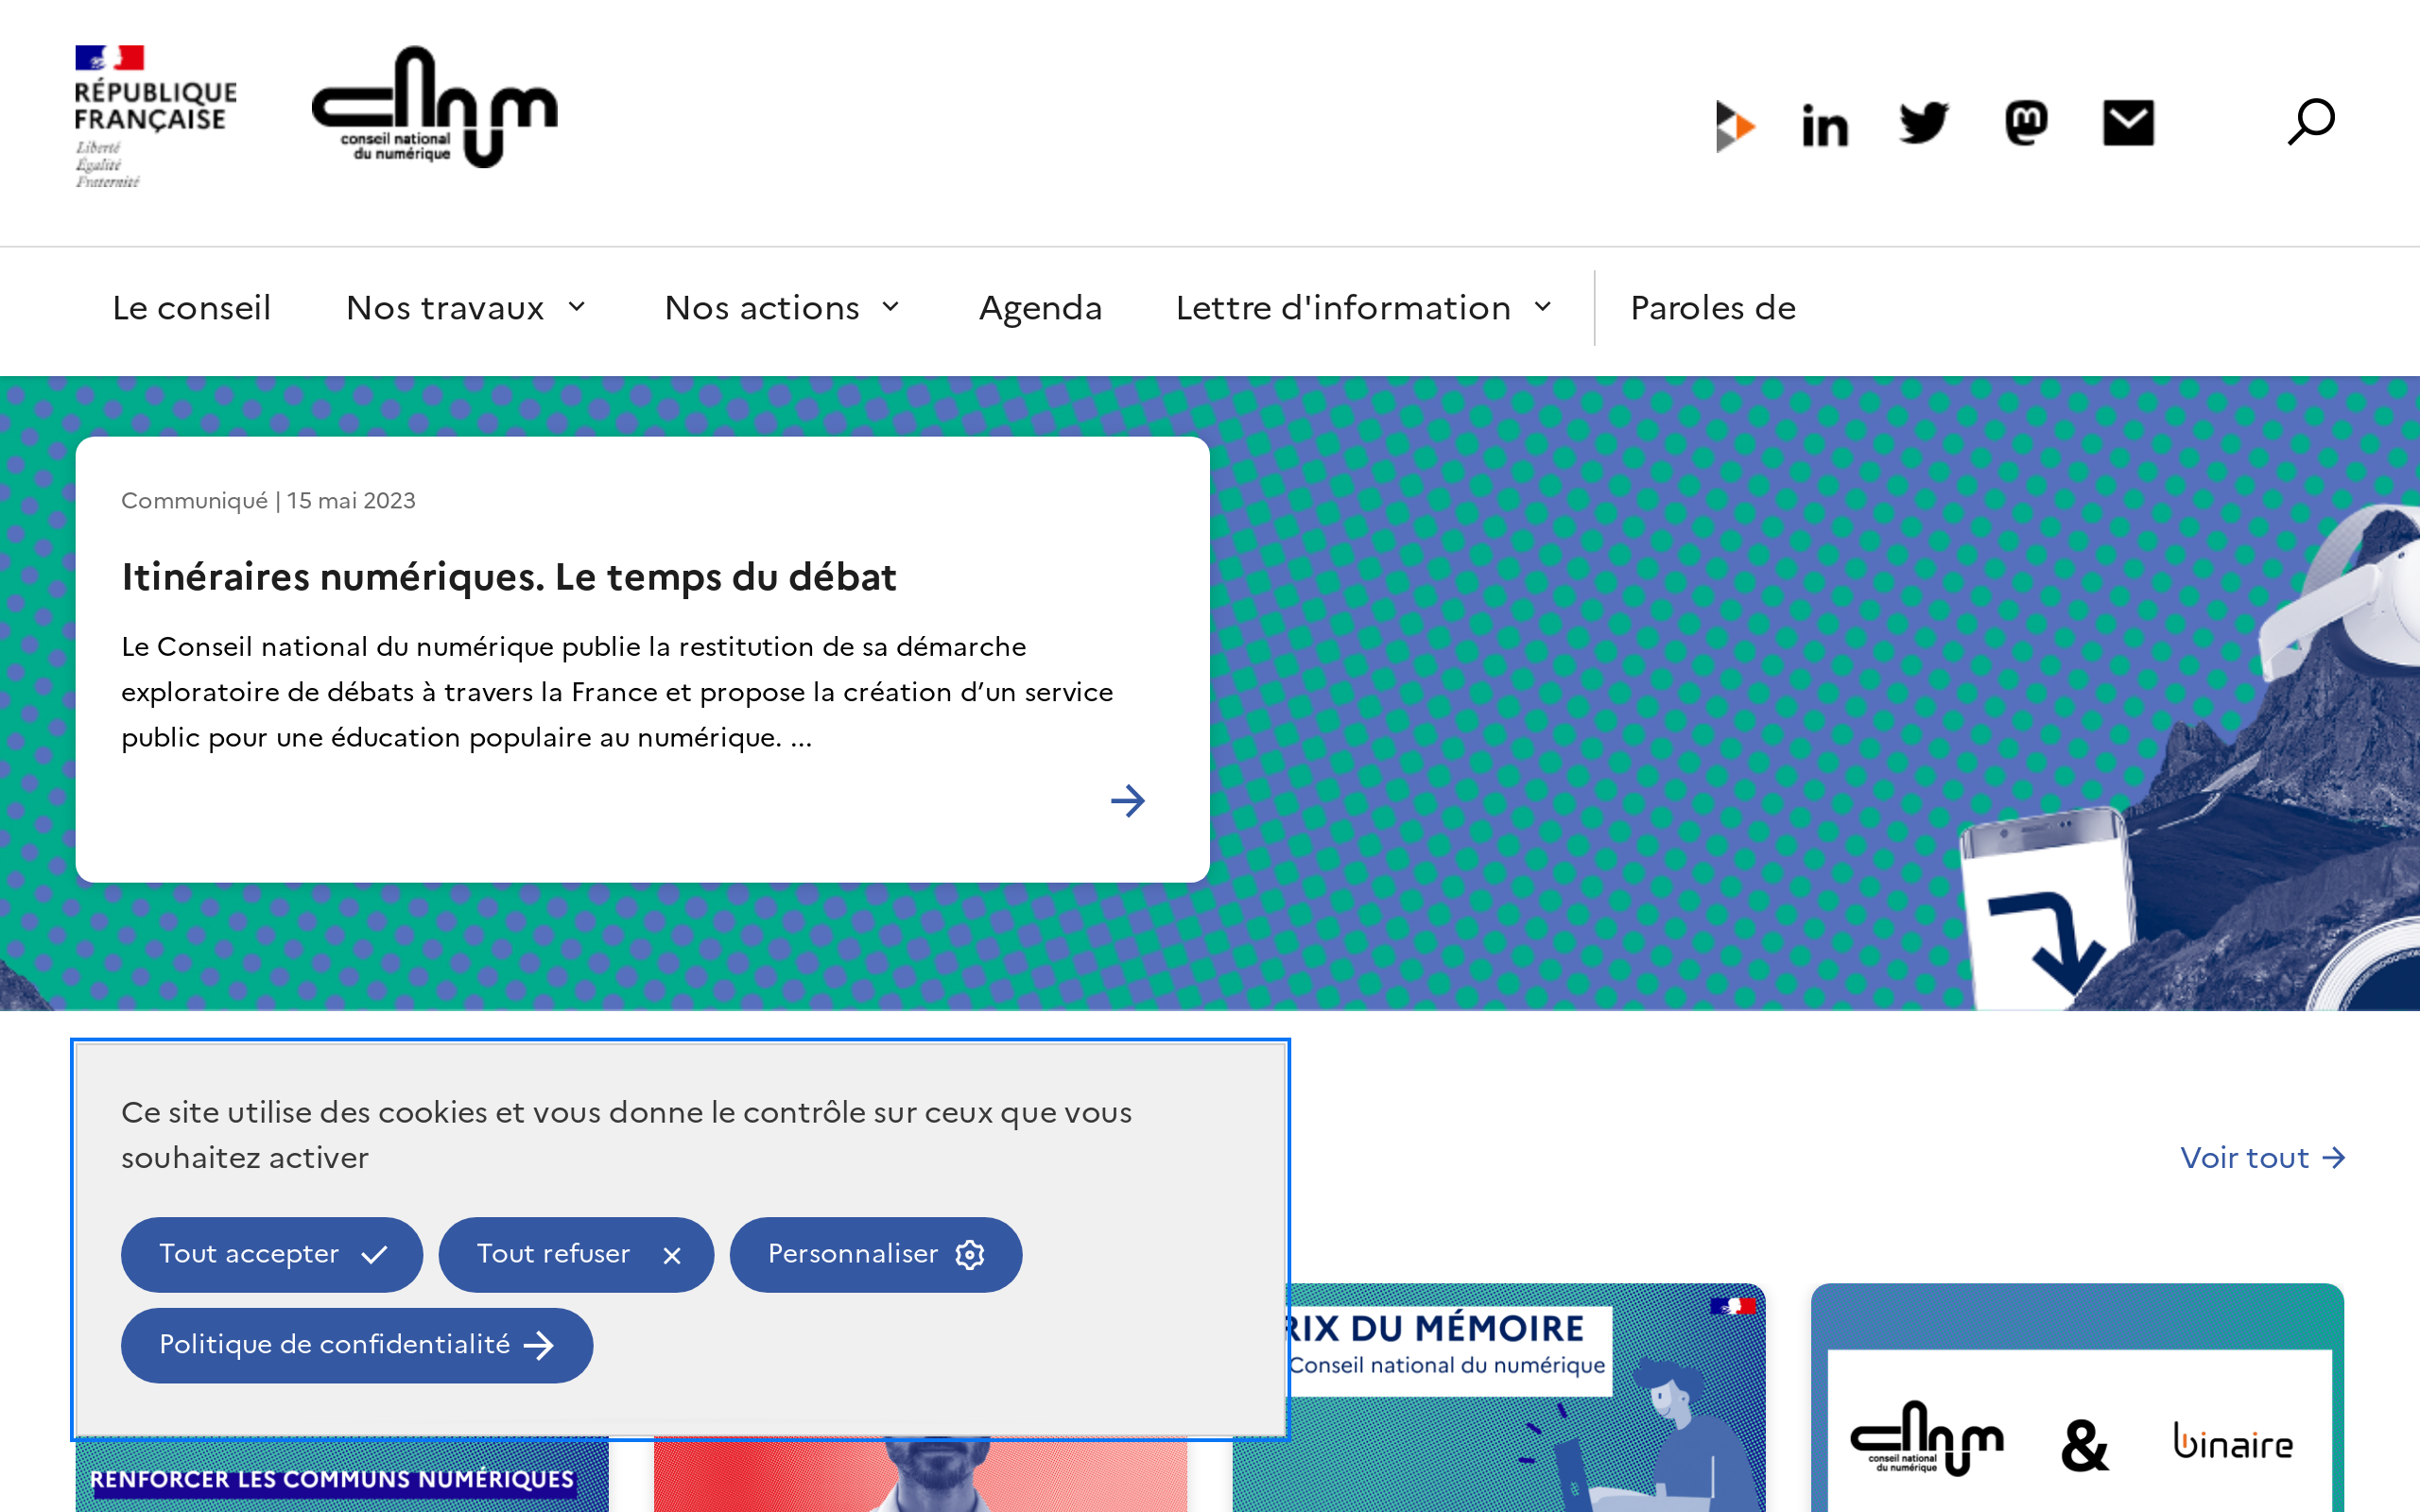 RÉPUBLIQUE
FRANÇAISE
Liberté
Égalité
Fraternité
conseil national
du numérique
Le conseil
Nos travaux
Nos actions
Agenda
Lettre d'information
Paroles de
Communiqué | 15 mai 2023
Itinéraires numériques. Le temps du débat
Le Conseil national du numérique publie la restitution de sa démarche
exploratoire de débats à travers la France et propose la création d’un service
public pour une éducation populaire au numérique. ...
Ce site utilise des cookies et vous donne le contrôle sur ceux que vous
souhaitez activer
Tout accepter
Tout refuser
Personnaliser
Politique de confidentialité
Voir tout
RENFORCER LES COMMUNS NUMÉRIQUES
RIX DU MÉMOIRE
Conseil national du numérique
cnnum
conseil national
du numérique
&
binaire